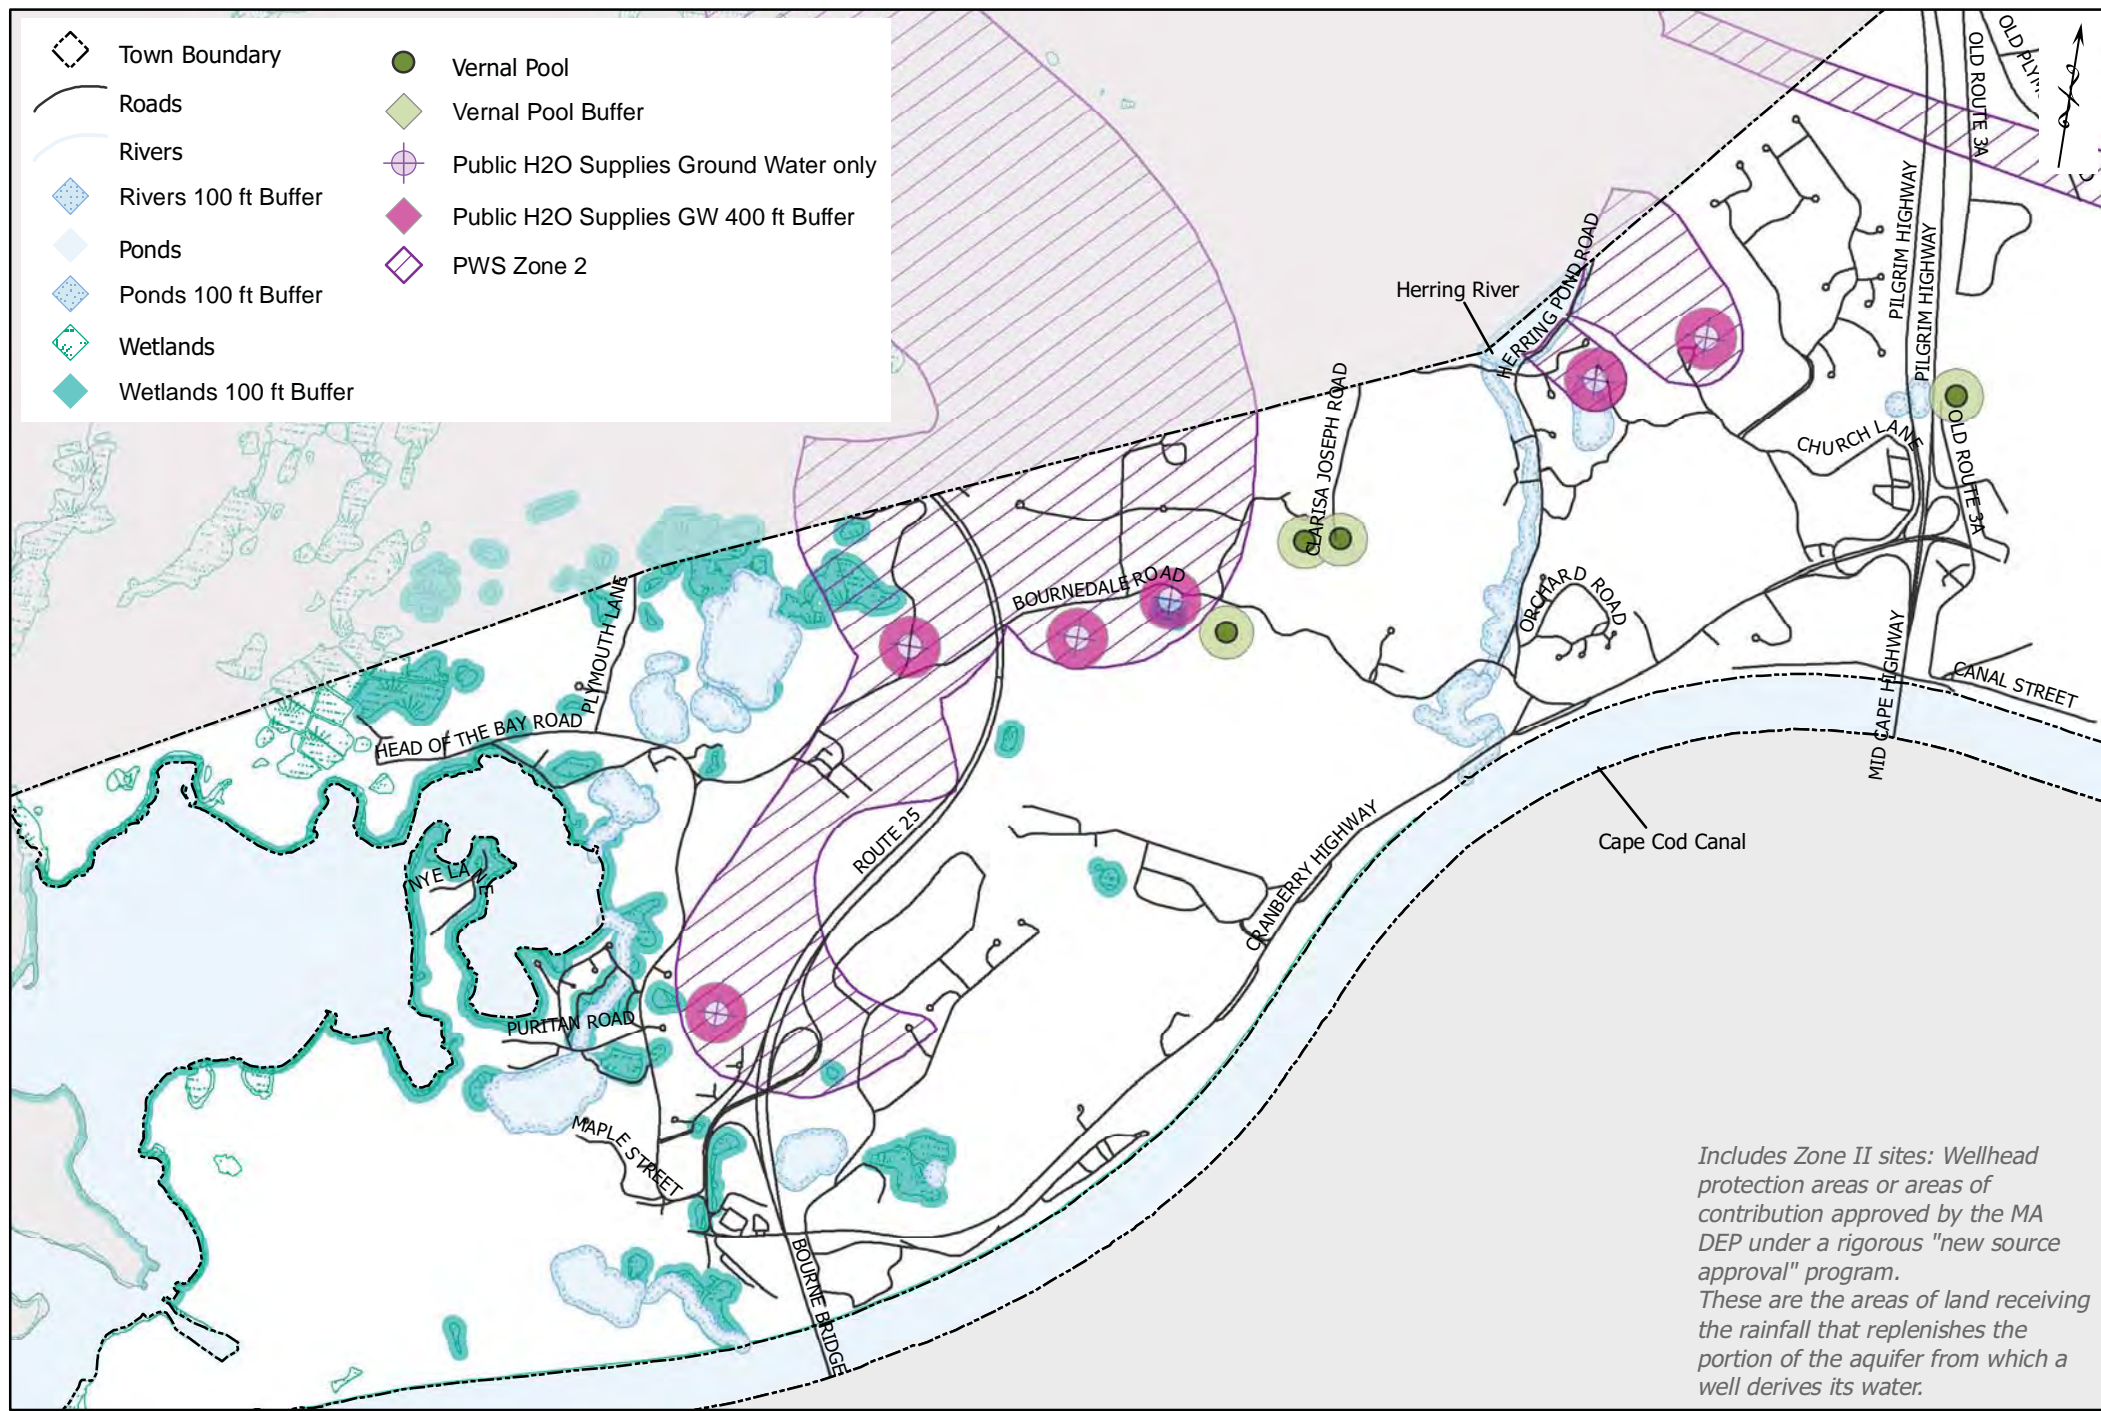 Town Boundary
Roads
Rivers
Rivers 100 ft Buffer
Ponds
Ponds 100 ft Buffer
Wetlands
Wetlands 100 ft Buffer
Vernal Pool
Vernal Pool Buffer
Public H2O Supplies Ground Water only
Public H2O Supplies GW 400 ft Buffer
PWS Zone 2
OLD ROUTE 3A
PILGRIM HIGHWAY
PILGRIM HIGHWAY
Herring River
HERRING POND ROAD
CLARISA JOSEPH ROAD
CHURCH LANE
OLD ROUTE 3A
BOURNEDALE ROAD
ORCHARD ROAD
PLYMOUTH LANE
HEAD OF THE BAY ROAD
MID CAPE HIGHWAY
CANAL STREET
Cape Cod Canal
ROUTE 25
CRANBERRY HIGHWAY
NYE LANE
PURITAN ROAD
MAPLE STREET
BOURNE BRIDGE
Includes Zone II sites: Wellhead
protection areas or areas of
contribution approved by the MA
DEP under a rigorous "new source
approval" program.
These are the areas of land receiving
the rainfall that replenishes the
portion of the aquifer from which a
well derives its water.